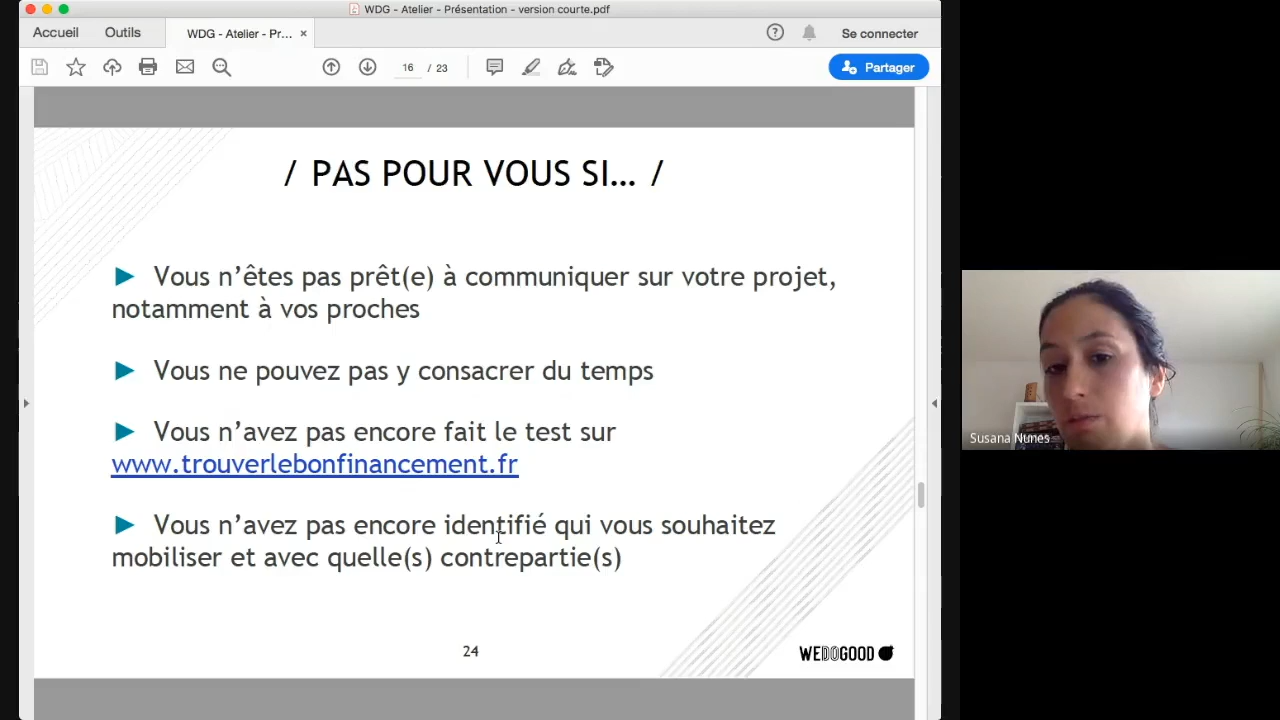 WDG - Atelier - Présentation - version courte.pdf
Accueil
Outils
WDG - Atelier - Pr... ×
Se connecter
16 / 23
Partager
/ PAS POUR VOUS SI… /
► Vous n’êtes pas prêt(e) à communiquer sur votre projet,
notamment à vos proches
► Vous ne pouvez pas y consacrer du temps
► Vous n’avez pas encore fait le test sur
www.trouverlebonfinancement.fr
► Vous n’avez pas encore identifié qui vous souhaitez
mobiliser et avec quelle(s) contrepartie(s)
24
WEDOGOOD
Susana Nunes